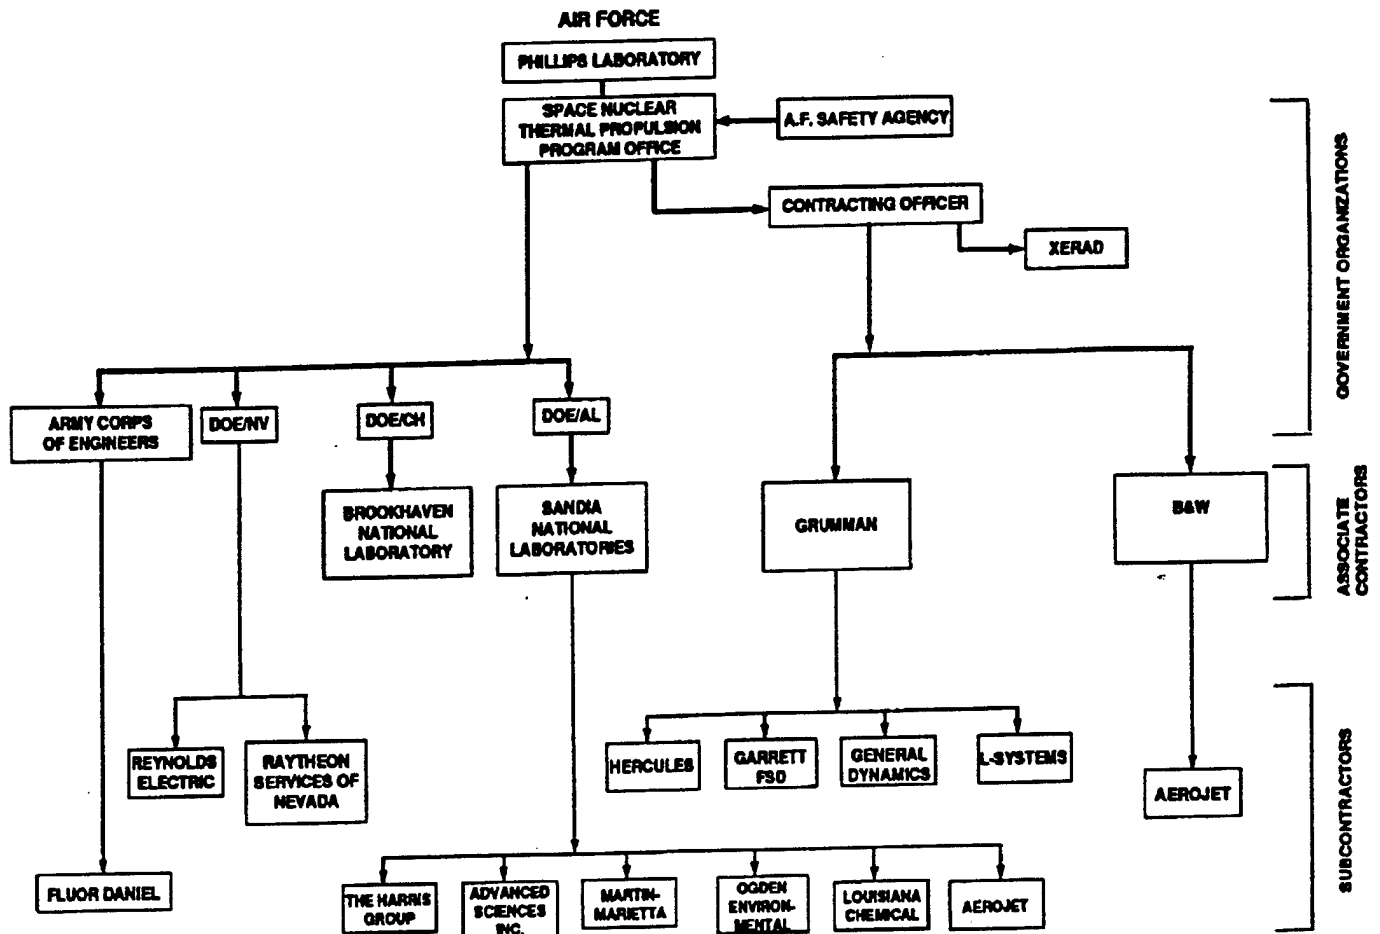 AIR FORCE
PHILLIPS LABORATORY
SPACE NUCLEAR
THERMAL PROPULSION
PROGRAM OFFICE
A.F. SAFETY AGENCY
CONTRACTING OFFICER
XERAD
GOVERNMENT ORGANIZATIONS
ARMY CORPS
OF ENGINEERS
DOE/NV
DOE/CH
DOE/AL
BROOKHAVEN
NATIONAL
LABORATORY
SANDIA
NATIONAL
LABORATORIES
GRUMMAN
B&W
ASSOCIATE
CONTRACTORS
REYNOLDS
ELECTRIC
RAYTHEON
SERVICES OF
NEVADA
HERCULES
GARRETT
FSD
GENERAL
DYNAMICS
L-SYSTEMS
AEROJET
SUBCONTRACTORS
FLUOR DANIEL
THE HARRIS
GROUP
ADVANCED
SCIENCES
INC.
MARTIN-
MARIETTA
OGDEN
ENVIRON-
MENTAL
LOUISIANA
CHEMICAL
AEROJET